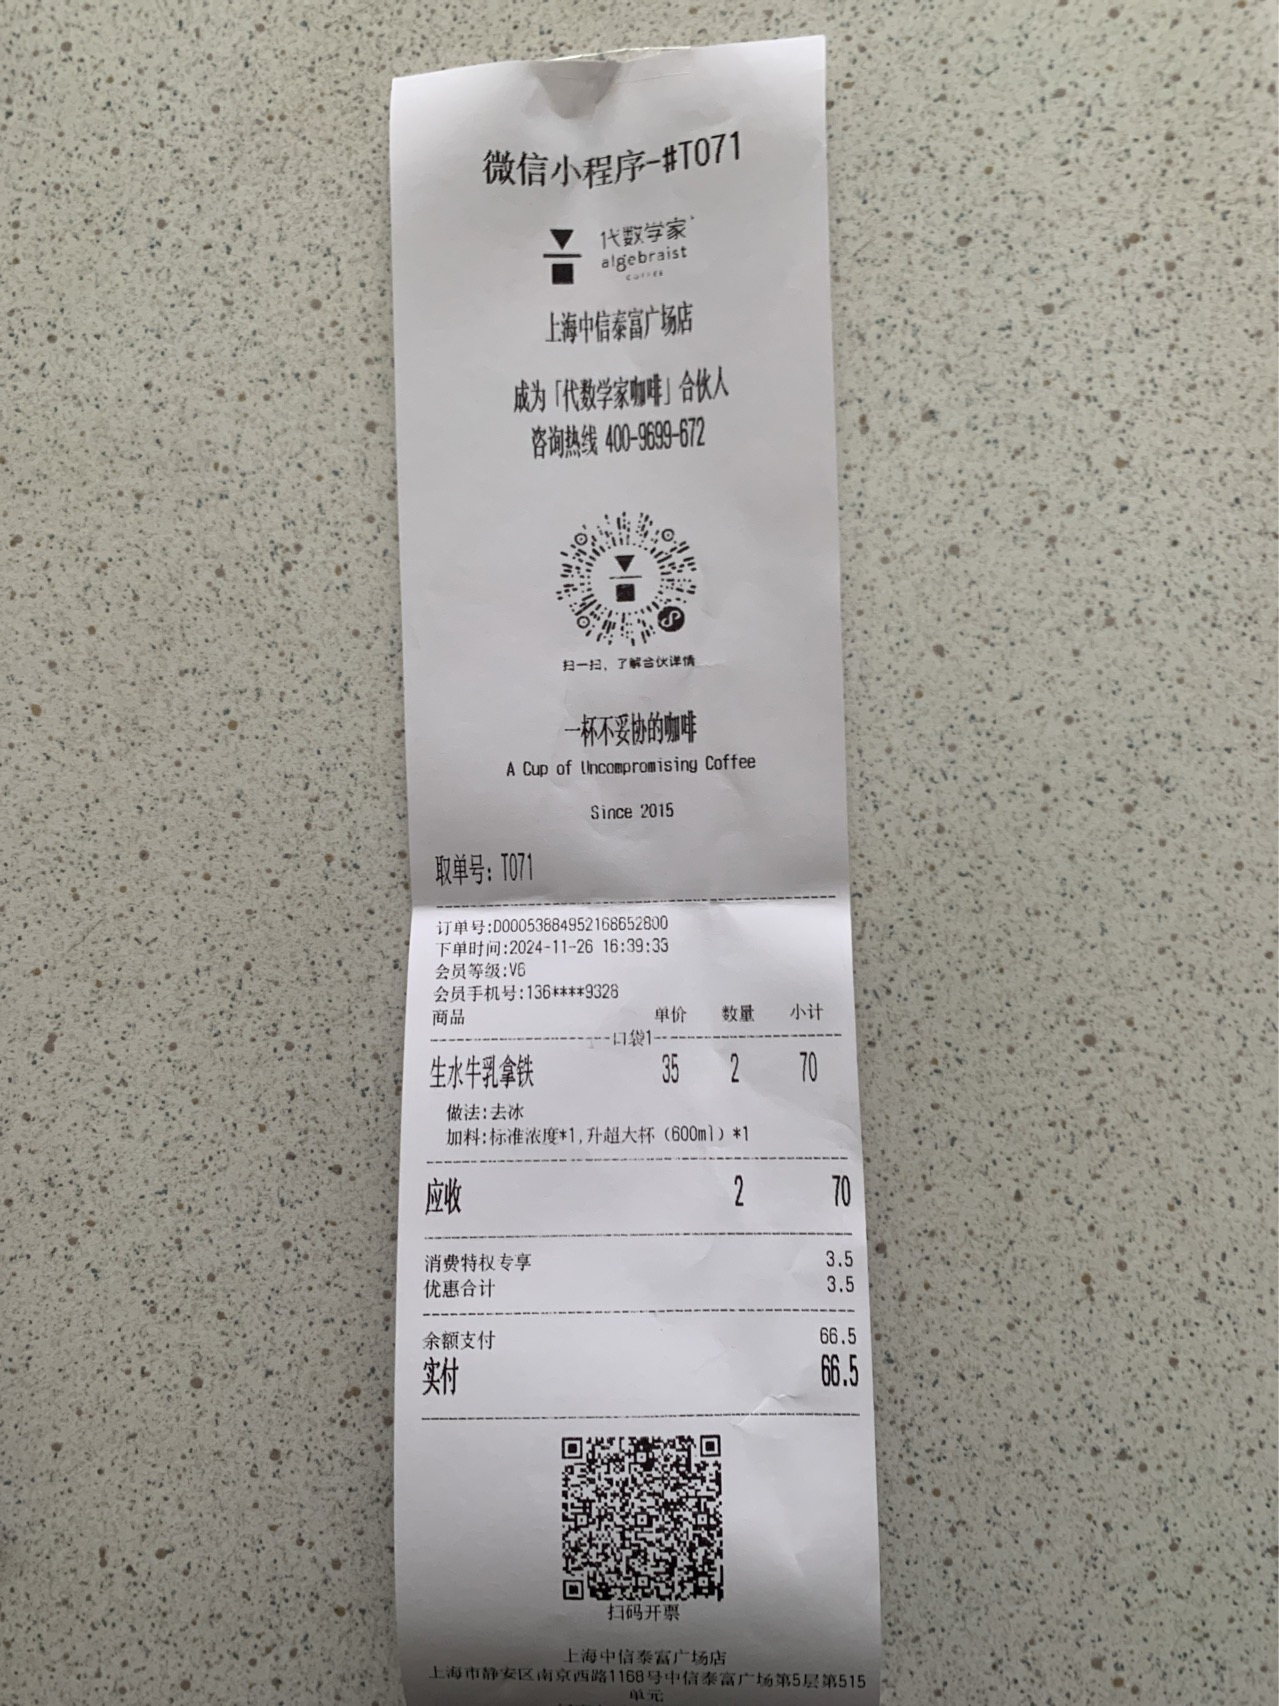 微信小程序-#T071
代数学家
algebraist
COFFEE
上海中信泰富广场店
成为「代数学家咖啡」合伙人
咨询热线 400-9699-672
扫一扫，了解合伙详情
一杯不妥协的咖啡
A Cup of Uncompromising Coffee
Since 2015
取单号: T071
订单号:D00053884952168652800
下单时间:2024-11-26 16:39:33
会员等级:V6
会员手机号:136****9328
商品 单价 数量 小计
口袋1
生水牛乳拿铁 35 2 70
做法:去冰
加料:标准浓度*1,升超大杯（600ml）*1
应收 2 70
消费特权专享 3.5
优惠合计 3.5
余额支付 66.5
实付 66.5
扫码开票
上海中信泰富广场店
上海市静安区南京西路1168号中信泰富广场第5层第515
单元